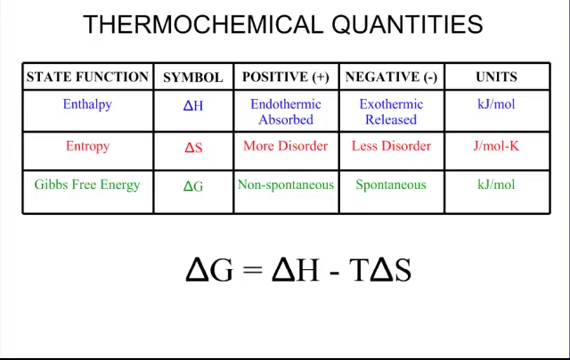 THERMOCHEMICAL QUANTITIES
STATE FUNCTION SYMBOL POSITIVE (+) NEGATIVE (-) UNITS
Enthalpy ΔH Endothermic Absorbed Exothermic Released kJ/mol
Entropy ΔS More Disorder Less Disorder J/mol-K
Gibbs Free Energy ΔG Non-spontaneous Spontaneous kJ/mol
ΔG = ΔH - TΔS